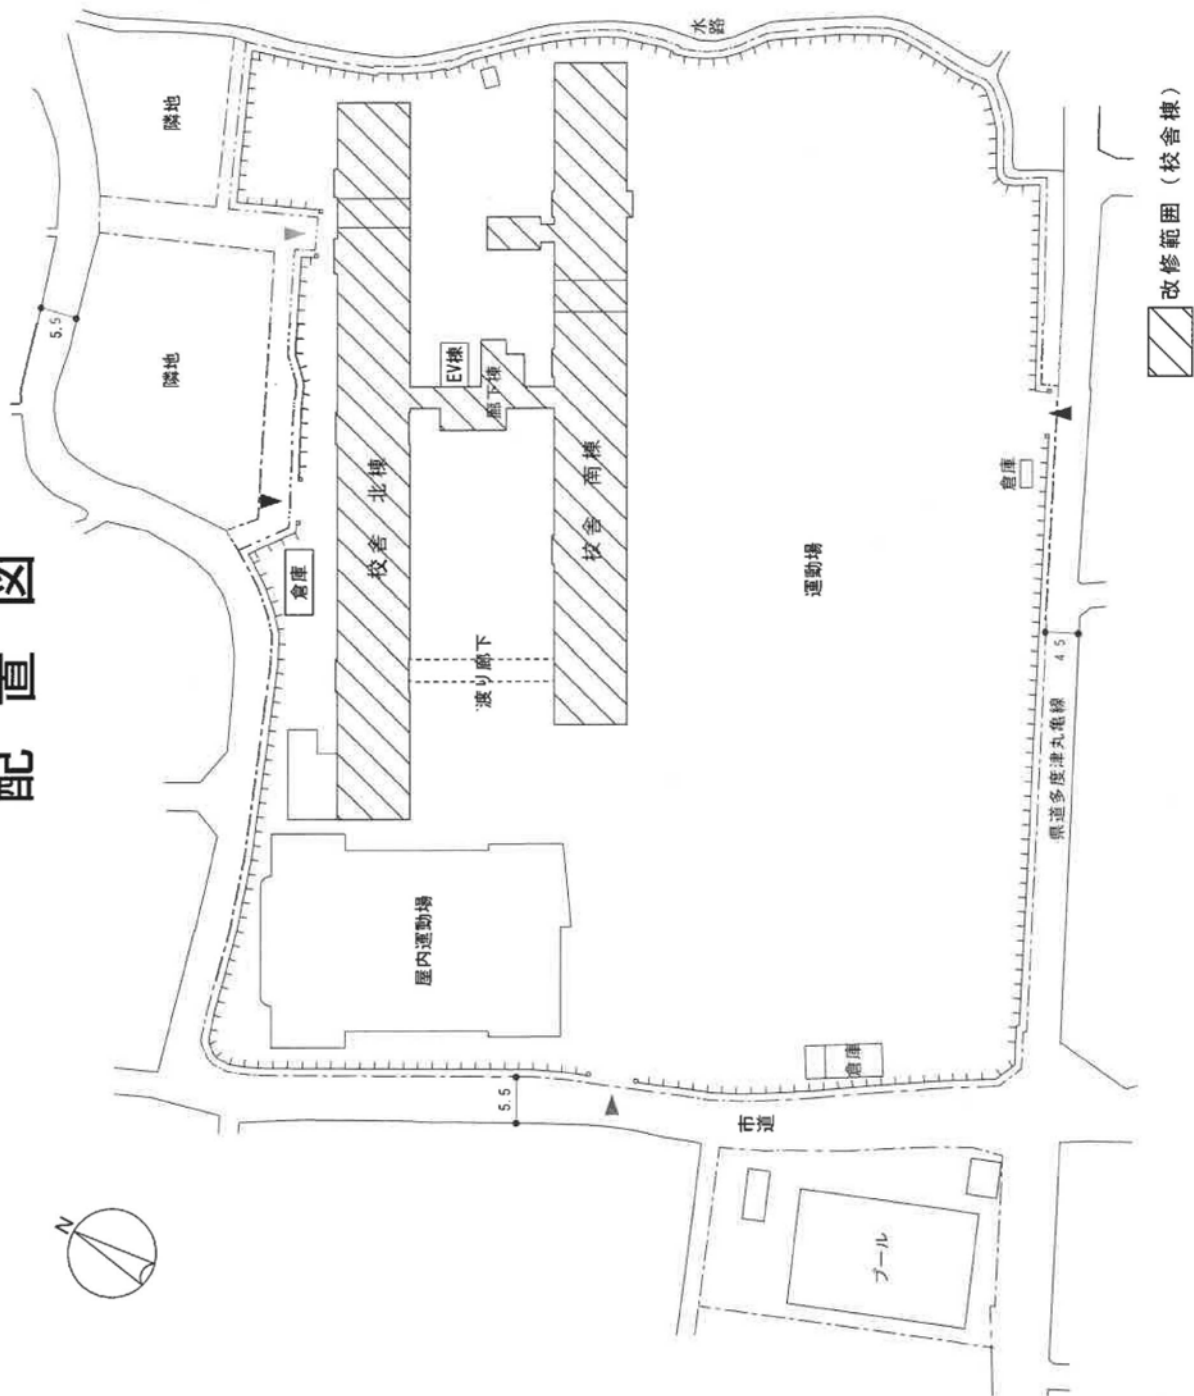 配置図
水路
隣地
隣地
5.5
EV棟
廊下棟
校舎 北棟
校舎 南棟
倉庫
渡り廊下
倉庫
運動場
4.5
県道多度津丸亀線
屋内運動場
倉庫
5.5
市道
プール
N
改修範囲(校舎棟)